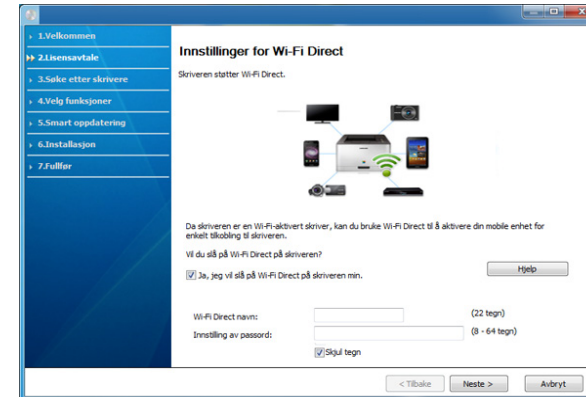 1.Velkommen
2.Lisensavtale
3.Søke etter skrivere
4.Velg funksjoner
5.Smart oppdatering
6.Installasjon
7.Fullfør
Innstillinger for Wi-Fi Direct
Skriveren støtter Wi-Fi Direct.
Da skriveren er en Wi-Fi-aktivert skriver, kan du bruke Wi-Fi Direct til å aktivere din mobile enhet for
enkelt tilkobling til skriveren.
Vil du slå på Wi-Fi Direct på skriveren?
Ja, jeg vil slå på Wi-Fi Direct på skriveren min.
Hjelp
Wi-Fi Direct navn:
(22 tegn)
Innstilling av passord:
(8 - 64 tegn)
Skjul tegn
< Tilbake
Neste >
Avbryt